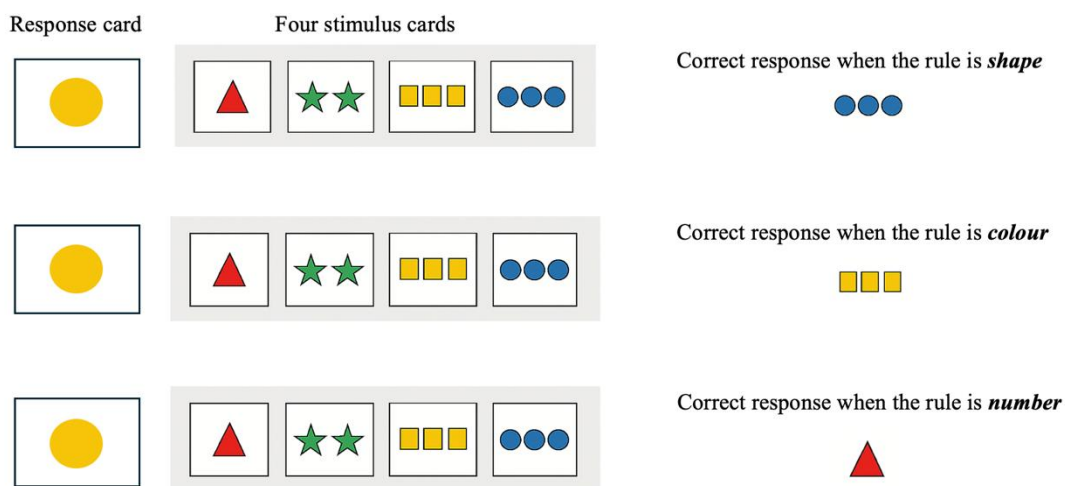 Response card
Four stimulus cards
Correct response when the rule is shape
Correct response when the rule is colour
Correct response when the rule is number